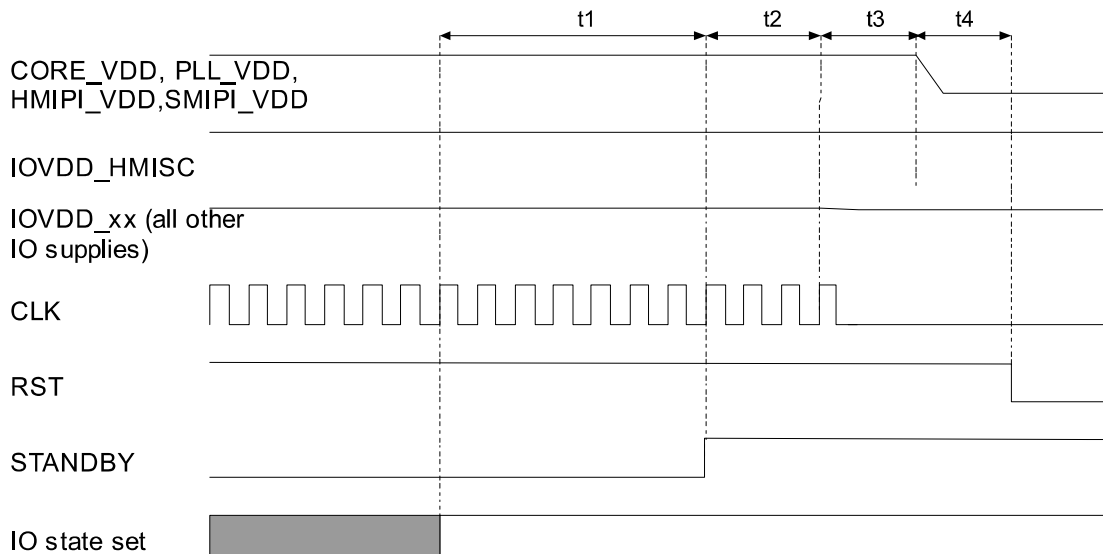 t1 t2 t3 t4
CORE_VDD, PLL_VDD,
HMIPI_VDD,SMIPI_VDD
IOVDD_HMISC
IOVDD_xx (all other
IO supplies)
CLK
RST
STANDBY
IO state set